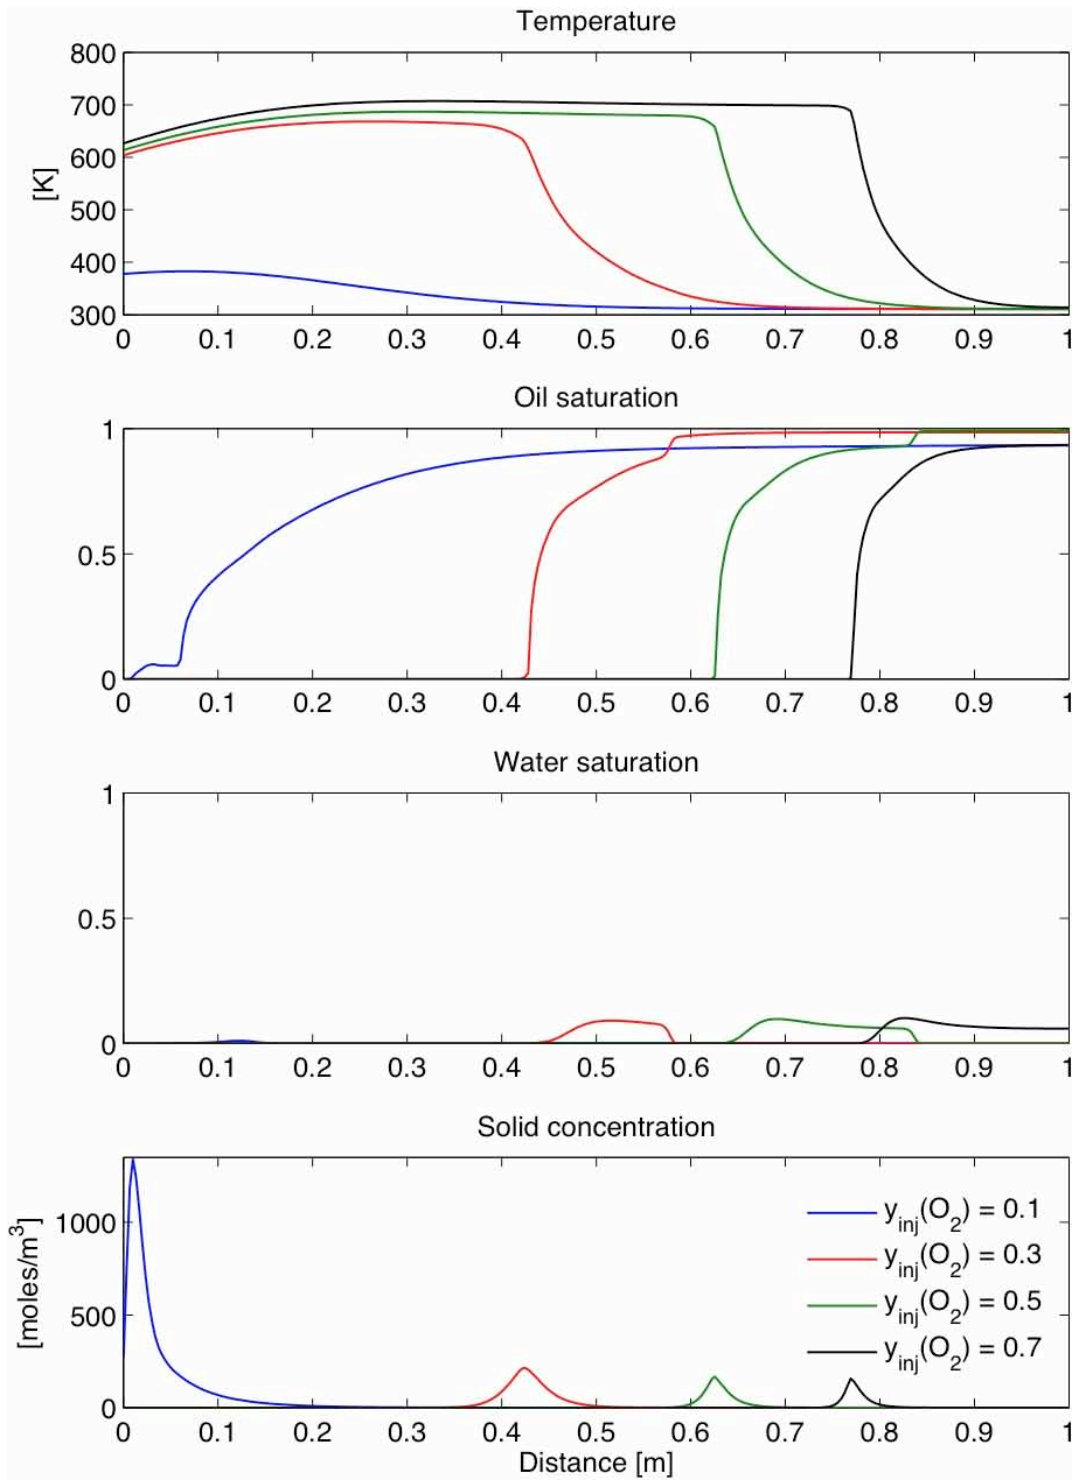 Temperature
800
700
600
500
400
300
[K]
0 0.1 0.2 0.3 0.4 0.5 0.6 0.7 0.8 0.9 1
Oil saturation
1
0.5
0
0 0.1 0.2 0.3 0.4 0.5 0.6 0.7 0.8 0.9 1
Water saturation
1
0.5
0
0 0.1 0.2 0.3 0.4 0.5 0.6 0.7 0.8 0.9 1
Solid concentration
1000
500
0
[moles/m³]
y_inj(O₂) = 0.1
y_inj(O₂) = 0.3
y_inj(O₂) = 0.5
y_inj(O₂) = 0.7
0 0.1 0.2 0.3 0.4 0.5 0.6 0.7 0.8 0.9 1
Distance [m]